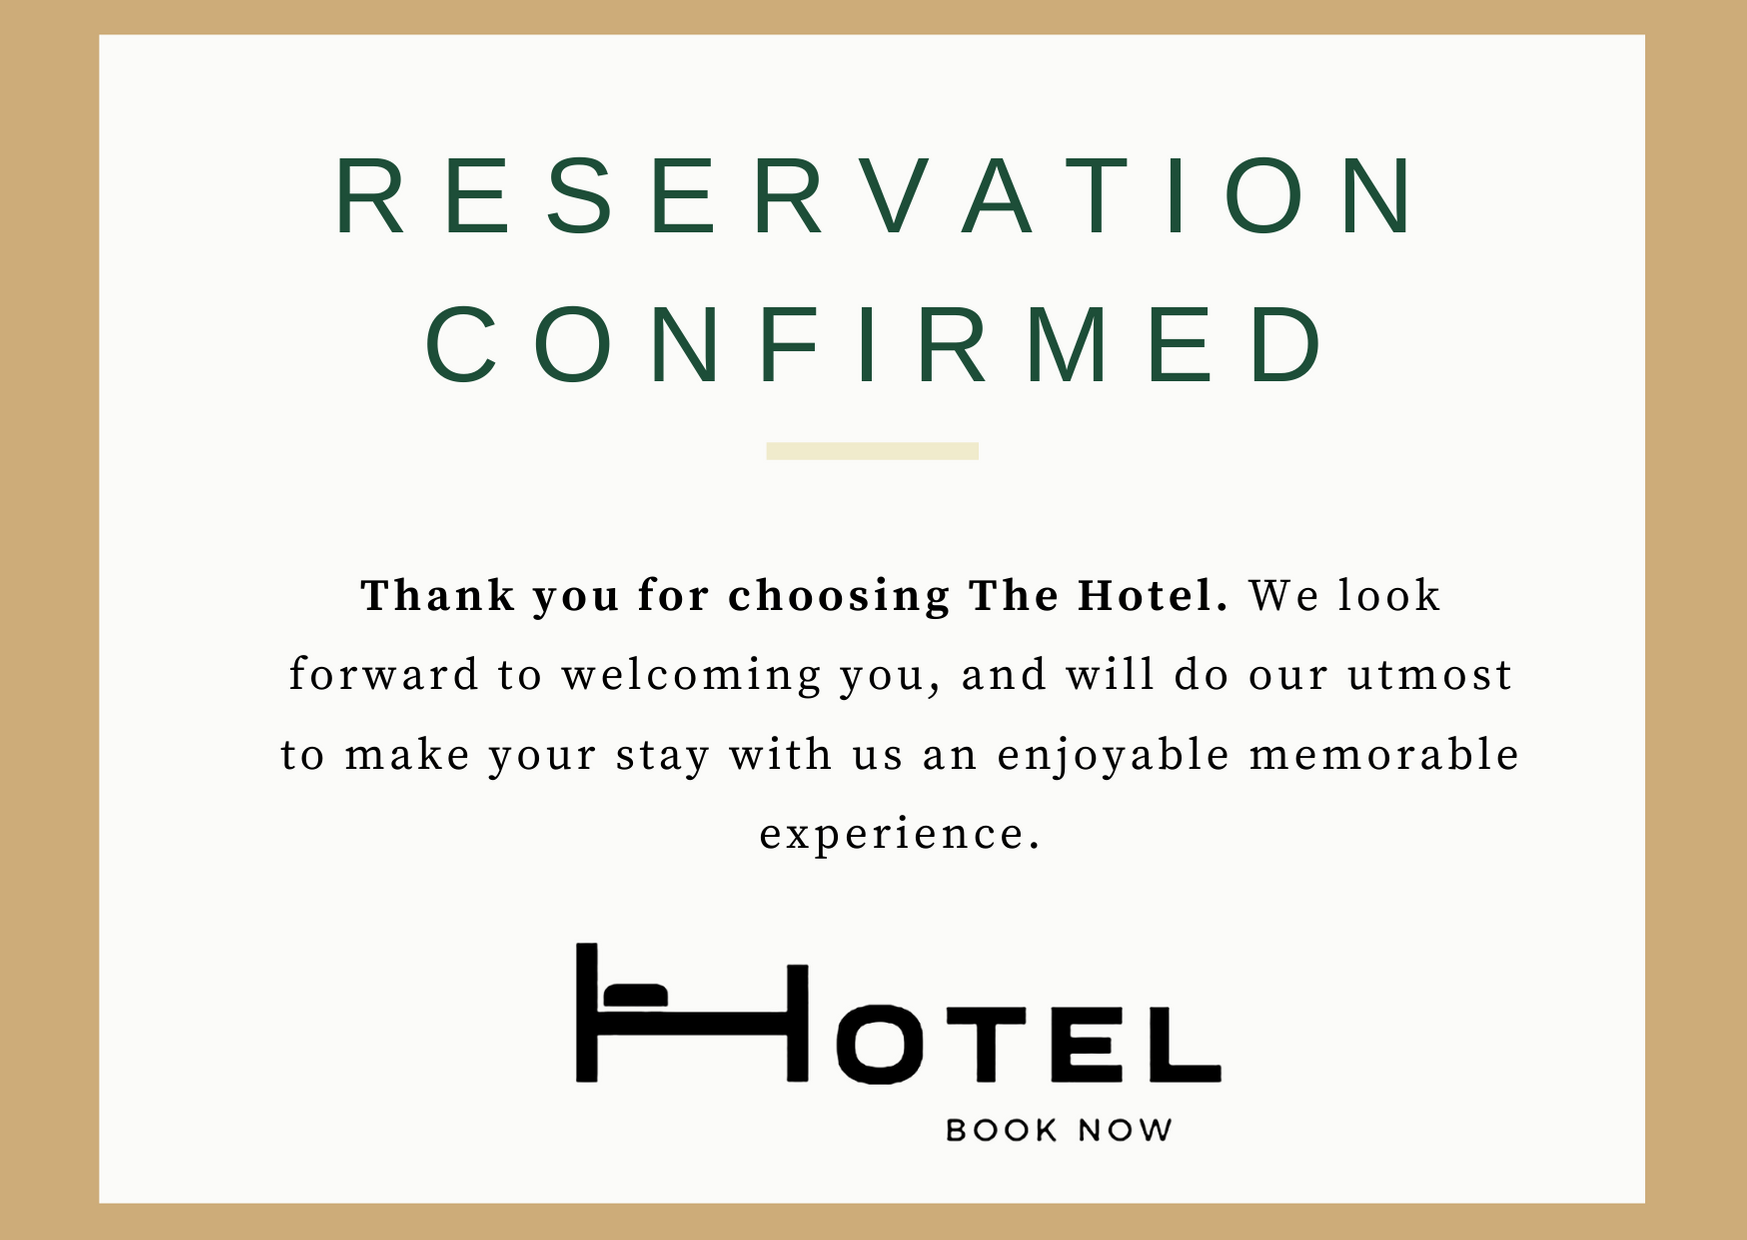 RESERVATION
CONFIRMED
Thank you for choosing The Hotel. We look
forward to welcoming you, and will do our utmost
to make your stay with us an enjoyable memorable
experience.
HOTEL
BOOK NOW